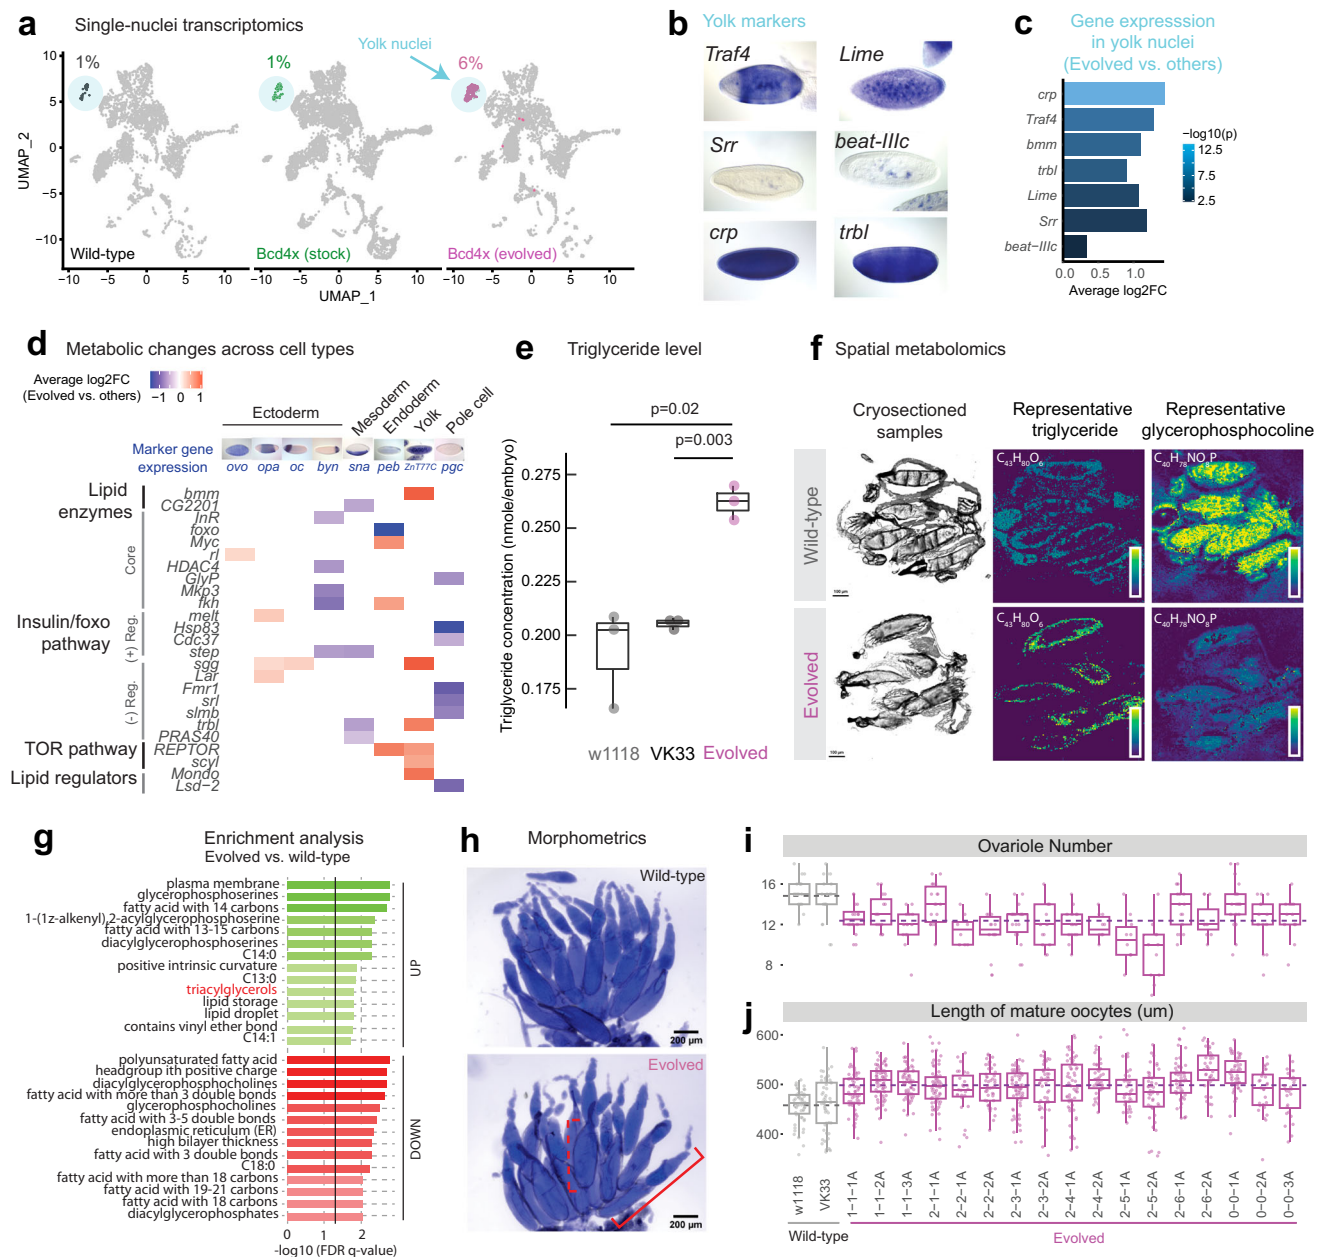 a Single-nuclei transcriptomics
Yolk nuclei
1%
1%
6%
UMAP_2
10
5
0
−5
−10
Wild-type
Bcd4x (stock)
Bcd4x (evolved)
−10 −5 0 5 10
−10 −5 0 5 10
−10 −5 0 5 10
UMAP_1
b Yolk markers
Traf4
Lime
Srr
beat-IIIc
crp
trbl
c Gene expresssion
in yolk nuclei
(Evolved vs. others)
crp
Traf4
bmm
trbl
Lime
Srr
beat−IIIc
0.0 0.5 1.0
Average log2FC
−log10(p)
12.5
7.5
2.5
d Metabolic changes across cell types
Average log2FC
(Evolved vs. others)
−1 0 1
Ectoderm
Mesoderm
Endoderm
Yolk
Pole cell
Marker gene
expression
ovo opa oc byn sna peb ZnT77C pgc
Lipid
enzymes
bmm
CG2201
Core
InR
foxo
Myc
rl
HDAC4
GlyP
Mkp3
fkh
Insulin/foxo
pathway
(+) Reg.
melt
Hsp83
Cdc37
step
(-) Reg.
sgg
Lar
Fmr1
srl
slmb
trbl
PRAS40
TOR pathway
REPTOR
scyl
Lipid regulators
Mondo
Lsd−2
e Triglyceride level
p=0.02
p=0.003
Triglyceride concentration (nmole/embryo)
0.275
0.250
0.225
0.200
0.175
w1118 VK33 Evolved
f Spatial metabolomics
Cryosectioned
samples
Representative
triglyceride
Representative
glycerophosphocoline
Wild-type
Evolved
C43H80O6
C40H78NO8P
C43H80O6
C40H78NO8P
100 µm
100 µm
g Enrichment analysis
Evolved vs. wild-type
plasma membrane
glycerophosphoserines
fatty acid with 14 carbons
1-(1z-alkenyl),2-acylglycerophosphoserine
fatty acid with 13-15 carbons
diacylglycerophosphoserines
C14:0
positive intrinsic curvature
C13:0
triacylglycerols
lipid storage
lipid droplet
contains vinyl ether bond
C14:1
UP
polyunsaturated fatty acid
headgroup ith positive charge
diacylglycerophosphocholines
fatty acid with more than 3 double bonds
glycerophosphocholines
fatty acid with 3-5 double bonds
endoplasmic reticulum (ER)
high bilayer thickness
fatty acid with 3 double bonds
C18:0
fatty acid with more than 18 carbons
fatty acid with 19-21 carbons
fatty acid with 18 carbons
diacylglycerophosphates
DOWN
0 1 2
-log10 (FDR q-value)
h Morphometrics
Wild-type
200 µm
Evolved
200 µm
i Ovariole Number
16
12
8
j Length of mature oocytes (um)
600
500
400
w1118
VK33
1−1−1A
1−1−2A
1−1−3A
2−1−1A
2−2−1A
2−2−2A
2−3−1A
2−3−2A
2−4−1A
2−4−2A
2−5−1A
2−5−2A
2−6−1A
2−6−2A
0−0−1A
0−0−2A
0−0−3A
Wild-type
Evolved